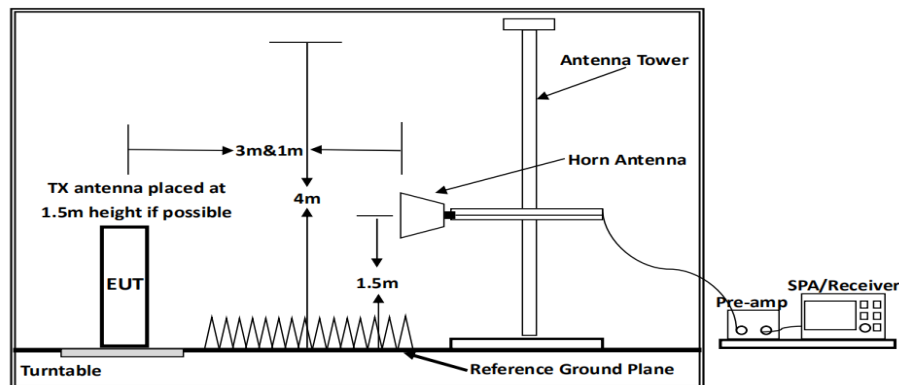 Antenna Tower
3m&1m
Horn Antenna
TX antenna placed at
1.5m height if possible
4m
EUT
1.5m
SPA/Receiver
Pre-amp
Turntable
Reference Ground Plane